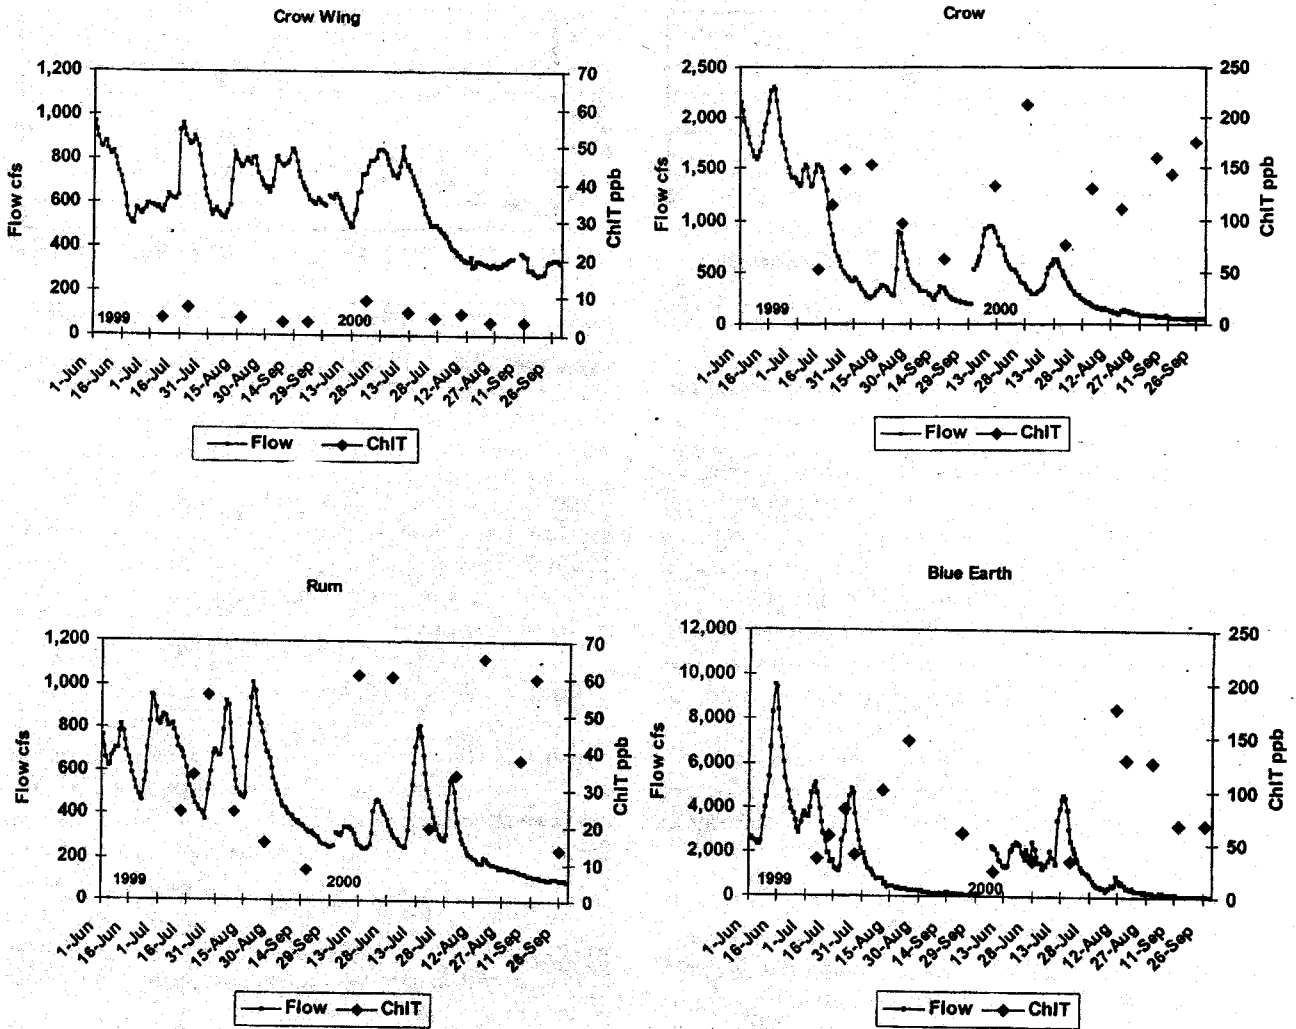 Crow Wing
1,200
1,000
800
600
400
200
0
Flow cfs
70
60
50
40
30
20
10
0
ChlT ppb
1999
2000
1-Jun
16-Jun
1-Jul
16-Jul
31-Jul
15-Aug
30-Aug
14-Sep
29-Sep
13-Jun
28-Jun
13-Jul
28-Jul
12-Aug
27-Aug
11-Sep
26-Sep
Flow ChlT
Crow
2,500
2,000
1,500
1,000
500
0
Flow cfs
250
200
150
100
50
0
ChlT ppb
1999
2000
1-Jun
16-Jun
1-Jul
16-Jul
31-Jul
15-Aug
30-Aug
14-Sep
29-Sep
13-Jun
28-Jun
13-Jul
28-Jul
12-Aug
27-Aug
11-Sep
26-Sep
Flow ChlT
Rum
1,200
1,000
800
600
400
200
0
Flow cfs
70
60
50
40
30
20
10
0
ChlT ppb
1999
2000
1-Jun
16-Jun
1-Jul
16-Jul
31-Jul
15-Aug
30-Aug
14-Sep
29-Sep
13-Jun
28-Jun
13-Jul
28-Jul
12-Aug
27-Aug
11-Sep
26-Sep
Flow ChlT
Blue Earth
12,000
10,000
8,000
6,000
4,000
2,000
0
Flow cfs
250
200
150
100
50
0
ChlT ppb
1999
2000
1-Jun
16-Jun
1-Jul
16-Jul
31-Jul
15-Aug
30-Aug
14-Sep
29-Sep
13-Jun
28-Jun
13-Jul
28-Jul
12-Aug
27-Aug
11-Sep
26-Sep
Flow ChlT